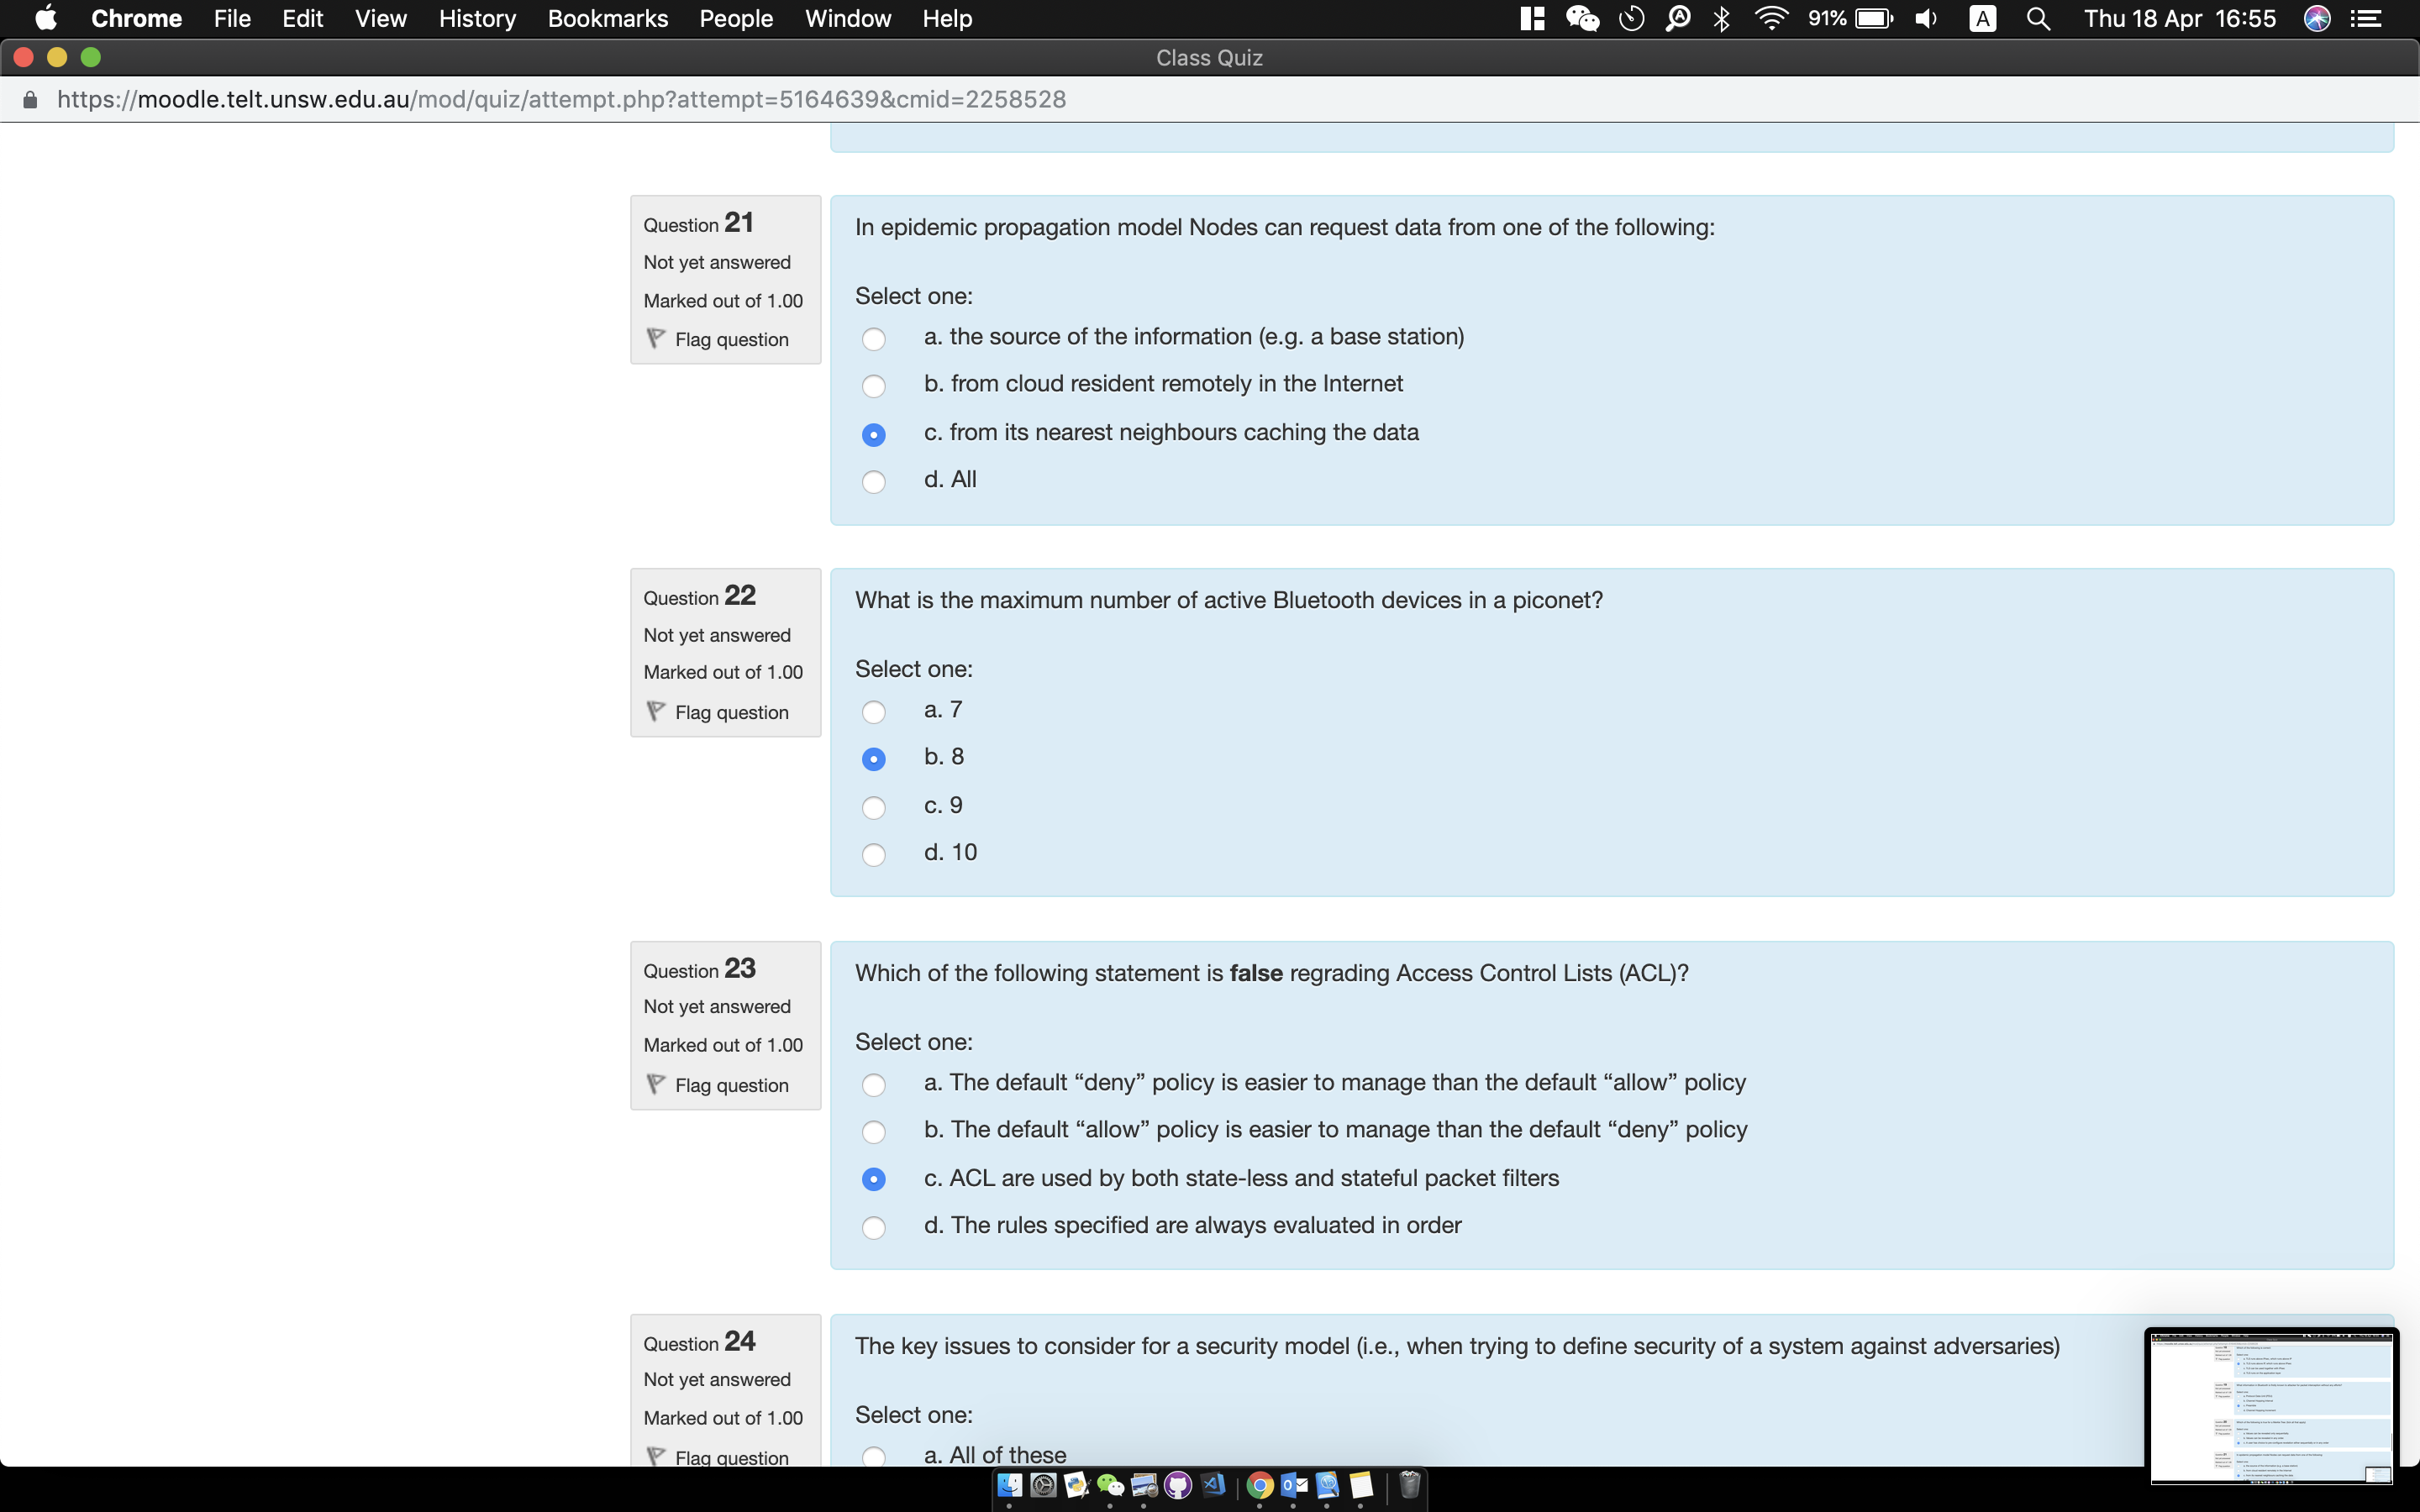 Chrome File Edit View History Bookmarks People Window Help 91% A Thu 18 Apr 16:55
Class Quiz
https://moodle.telt.unsw.edu.au/mod/quiz/attempt.php?attempt=5164639&cmid=2258528
Question 21
Not yet answered
Marked out of 1.00
Flag question
In epidemic propagation model Nodes can request data from one of the following:
Select one:
a. the source of the information (e.g. a base station)
b. from cloud resident remotely in the Internet
c. from its nearest neighbours caching the data
d. All
Question 22
Not yet answered
Marked out of 1.00
Flag question
What is the maximum number of active Bluetooth devices in a piconet?
Select one:
a. 7
b. 8
c. 9
d. 10
Question 23
Not yet answered
Marked out of 1.00
Flag question
Which of the following statement is false regrading Access Control Lists (ACL)?
Select one:
a. The default “deny” policy is easier to manage than the default “allow” policy
b. The default “allow” policy is easier to manage than the default “deny” policy
c. ACL are used by both state-less and stateful packet filters
d. The rules specified are always evaluated in order
Question 24
Not yet answered
Marked out of 1.00
Flag question
The key issues to consider for a security model (i.e., when trying to define security of a system against adversaries)
Select one:
a. All of these